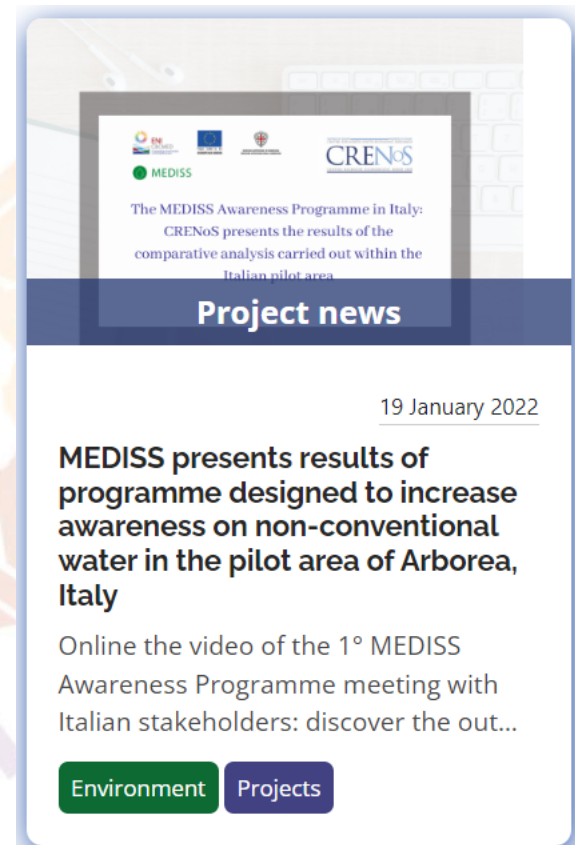 MEDISS
CRENoS
The MEDISS Awareness Programme in Italy:
CRENoS presents the results of the
comparative analysis carried out within the
Italian pilot area
Project news
19 January 2022
MEDISS presents results of
programme designed to increase
awareness on non-conventional
water in the pilot area of Arborea,
Italy
Online the video of the 1° MEDISS
Awareness Programme meeting with
Italian stakeholders: discover the out...
Environment Projects